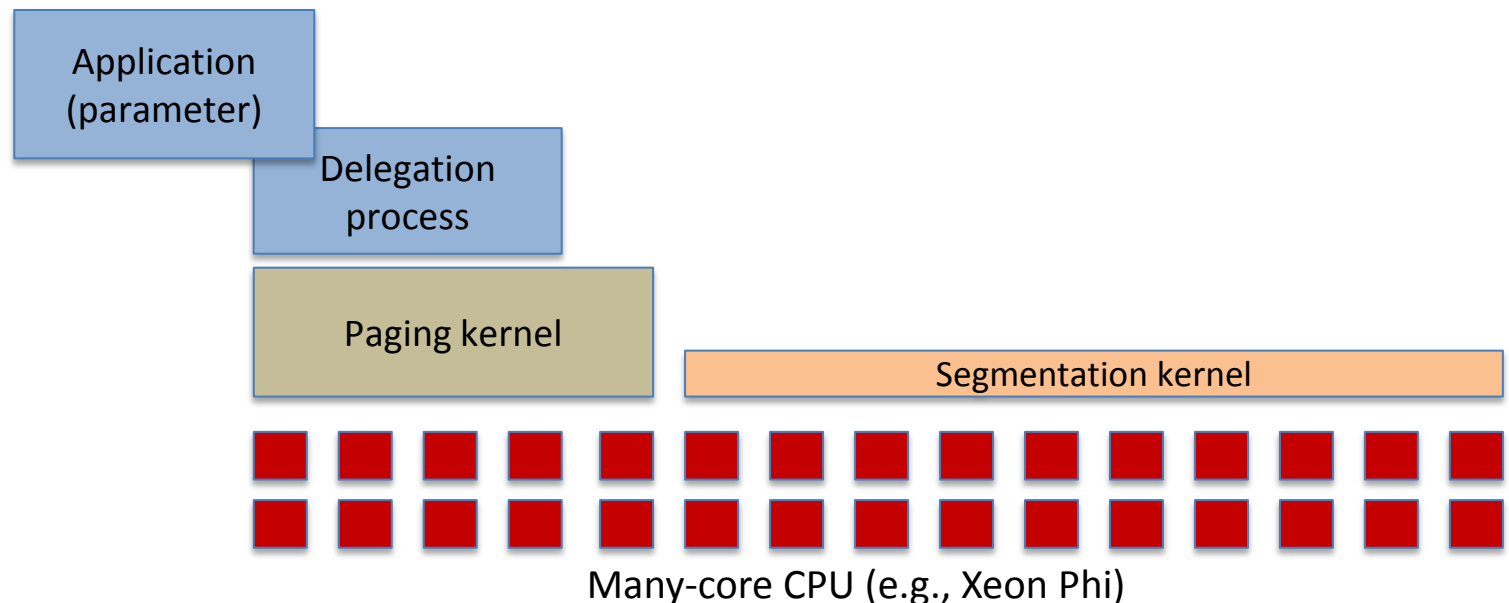 Application
(parameter)
Delegation
process
Paging kernel
Segmentation kernel
Many-core CPU (e.g., Xeon Phi)